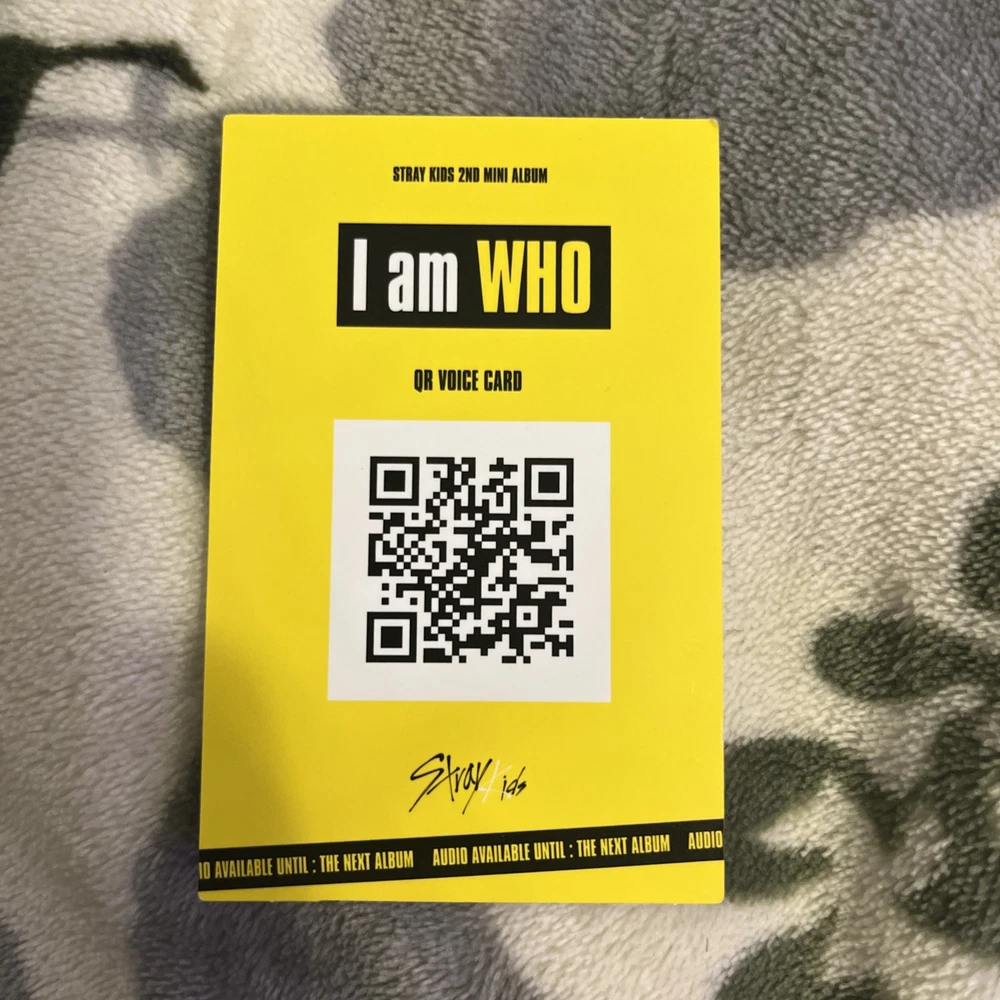 STRAY KIDS 2ND MINI ALBUM
I am WHO
QR VOICE CARD
Stray Kids
IO AVAILABLE UNTIL : THE NEXT ALBUM AUDIO AVAILABLE UNTIL : THE NEXT ALBUM AUDIO